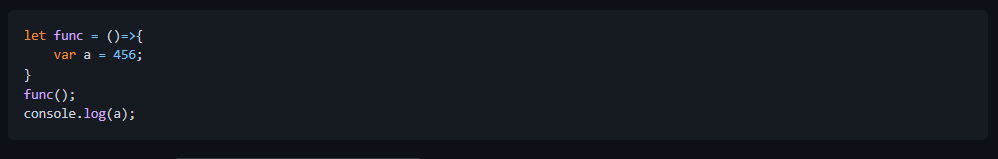 let func = ()=>{
    var a = 456;
}
func();
console.log(a);